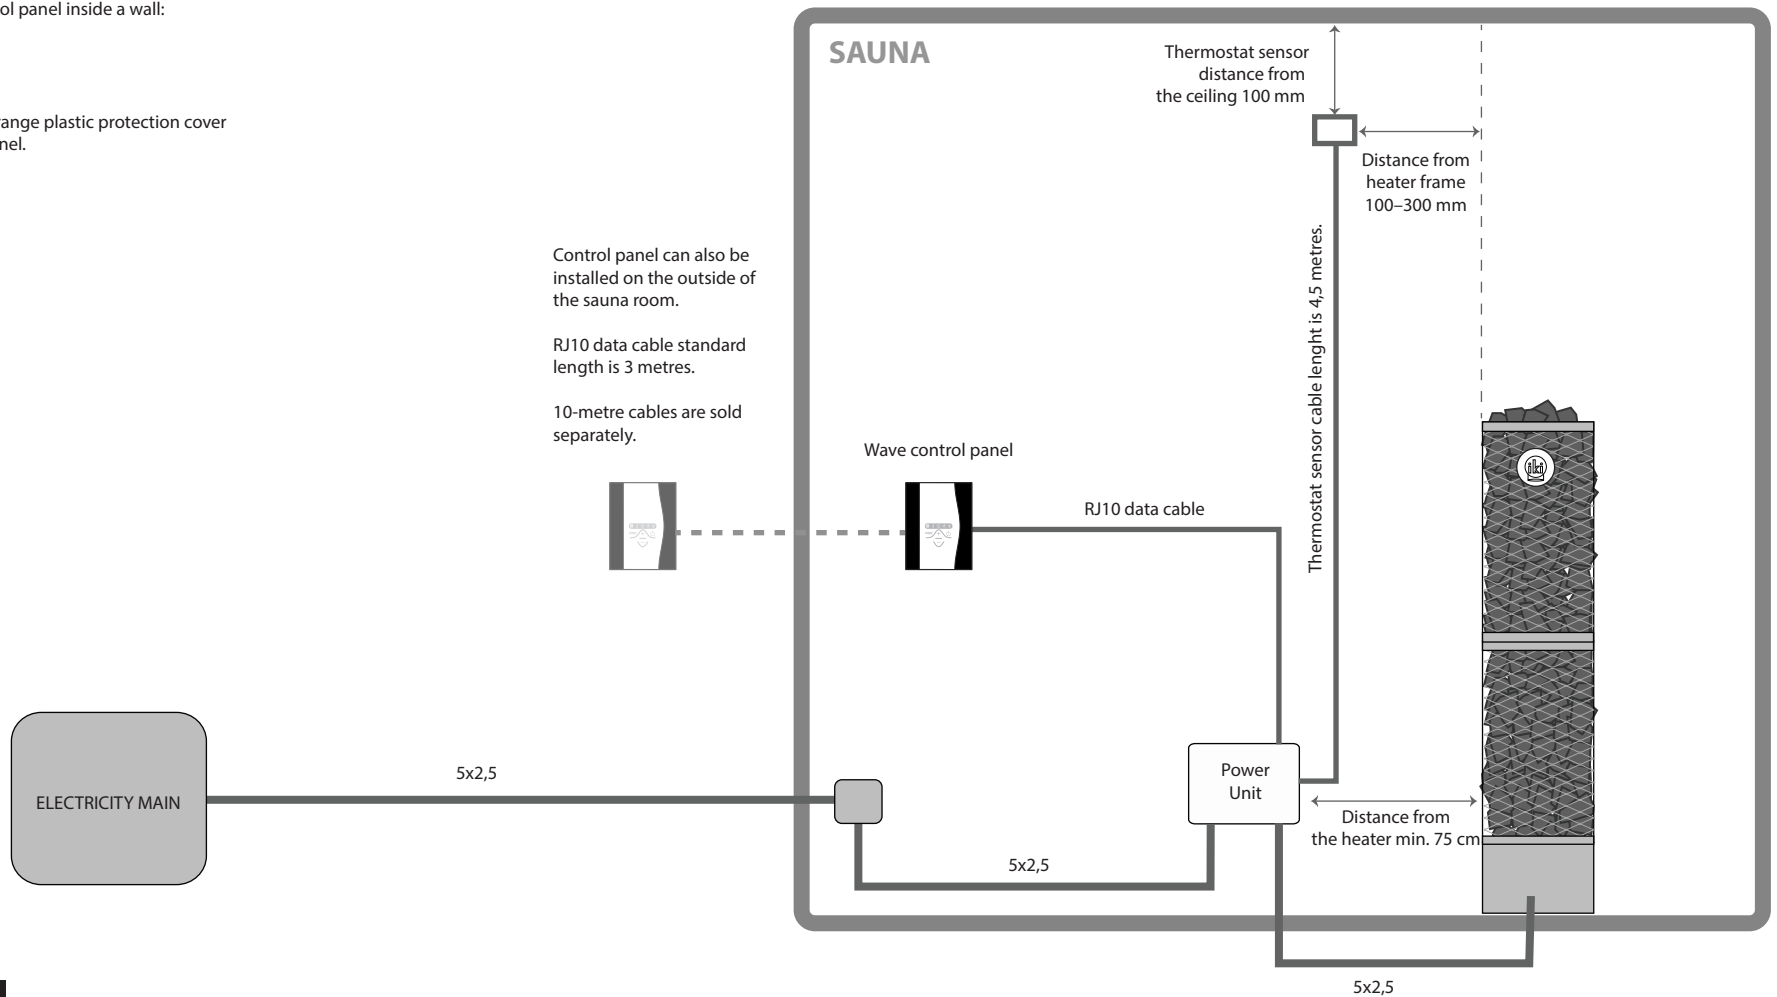 ol panel inside a wall:
ange plastic protection cover
nel.
SAUNA
Thermostat sensor
distance from
the ceiling 100 mm
Distance from
heater frame
100–300 mm
Thermostat sensor cable lenght is 4,5 metres.
Control panel can also be
installed on the outside of
the sauna room.
RJ10 data cable standard
length is 3 metres.
10-metre cables are sold
separately.
Wave control panel
RJ10 data cable
iki
ELECTRICITY MAIN
5x2,5
Power
Unit
Distance from
the heater min. 75 cm
5x2,5
5x2,5